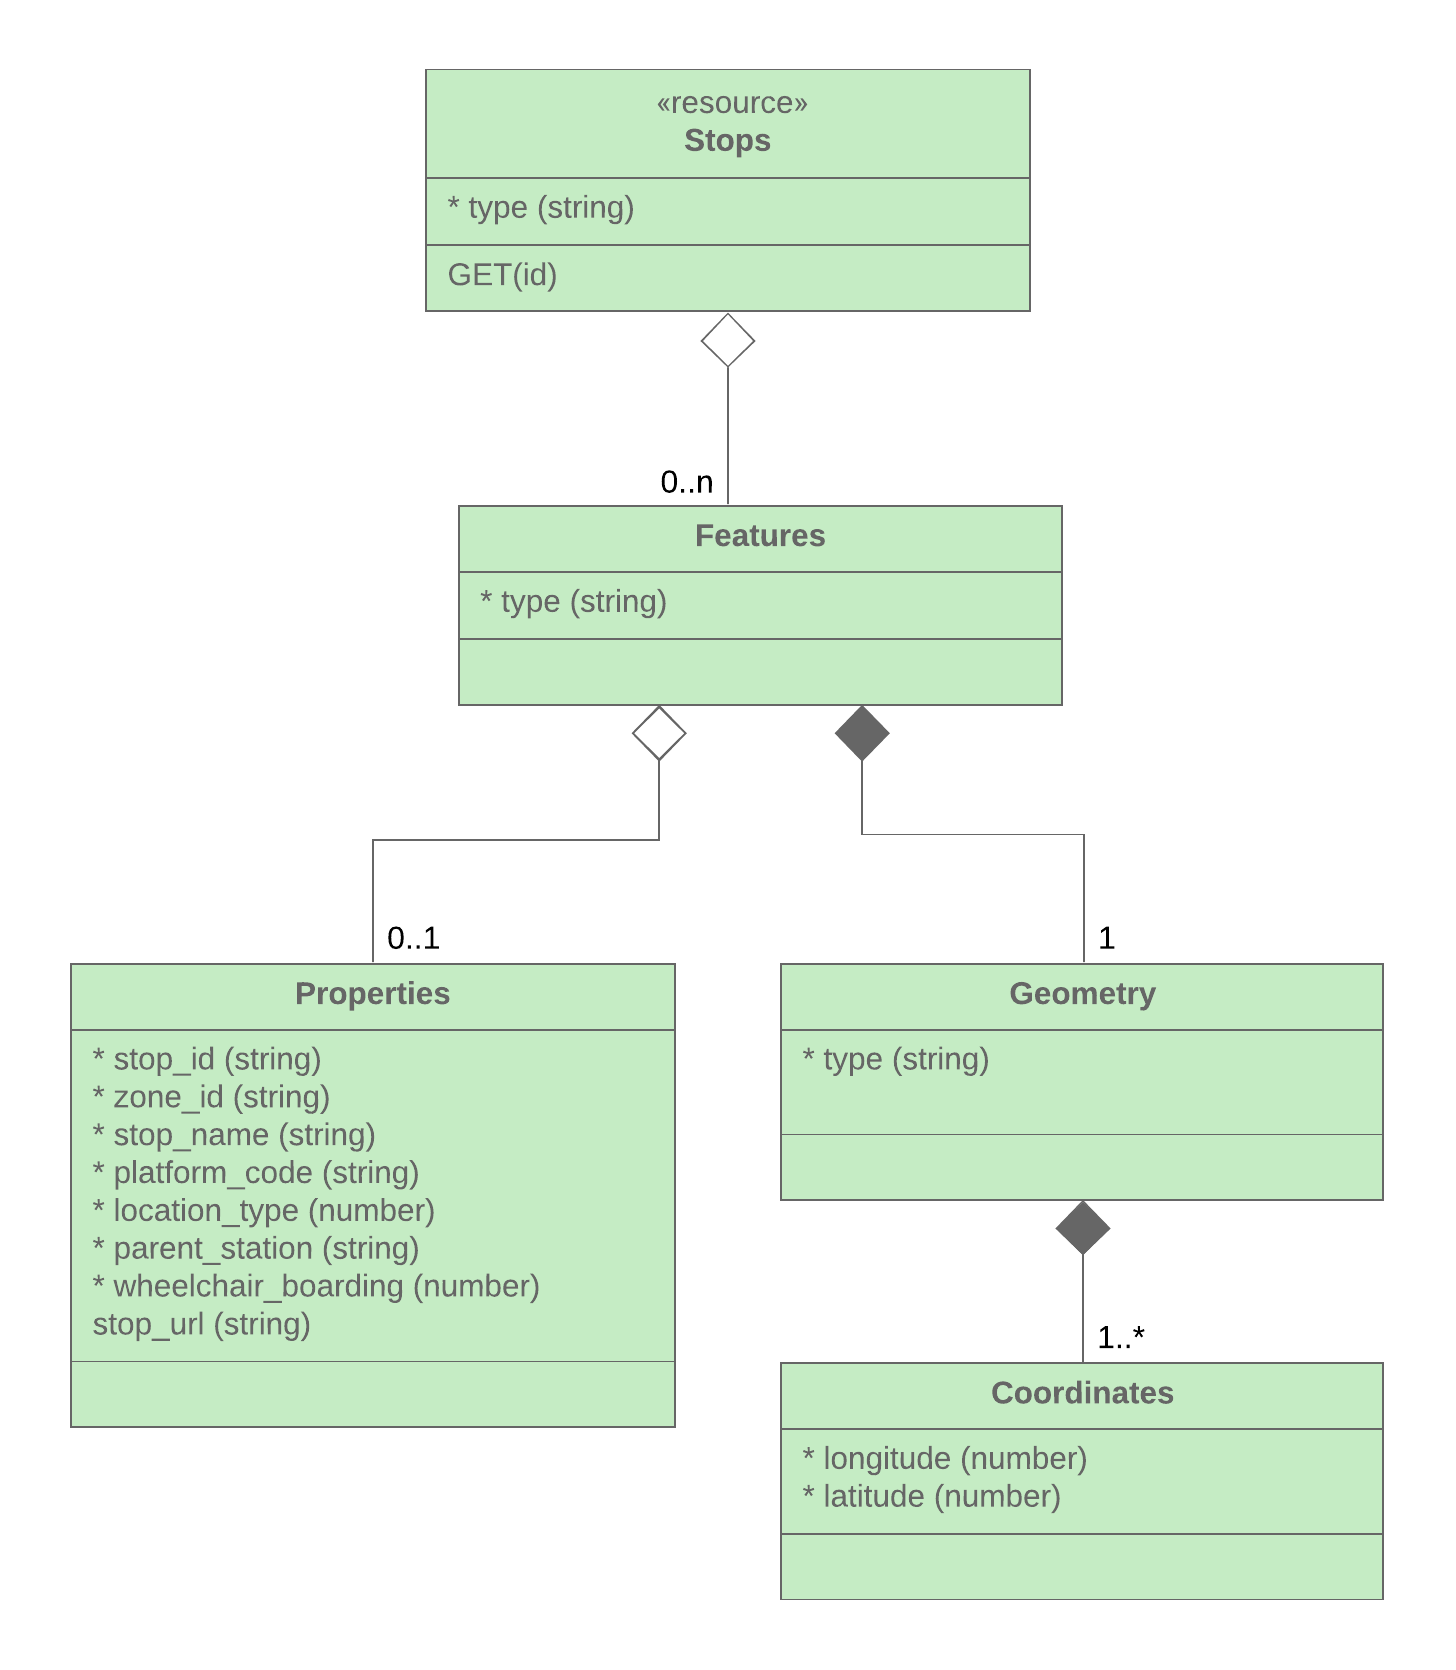 «resource»
Stops
* type (string)
GET(id)
0..n
Features
* type (string)
0..1
1
Properties
* stop_id (string)
* zone_id (string)
* stop_name (string)
* platform_code (string)
* location_type (number)
* parent_station (string)
* wheelchair_boarding (number)
stop_url (string)
Geometry
* type (string)
1..*
Coordinates
* longitude (number)
* latitude (number)